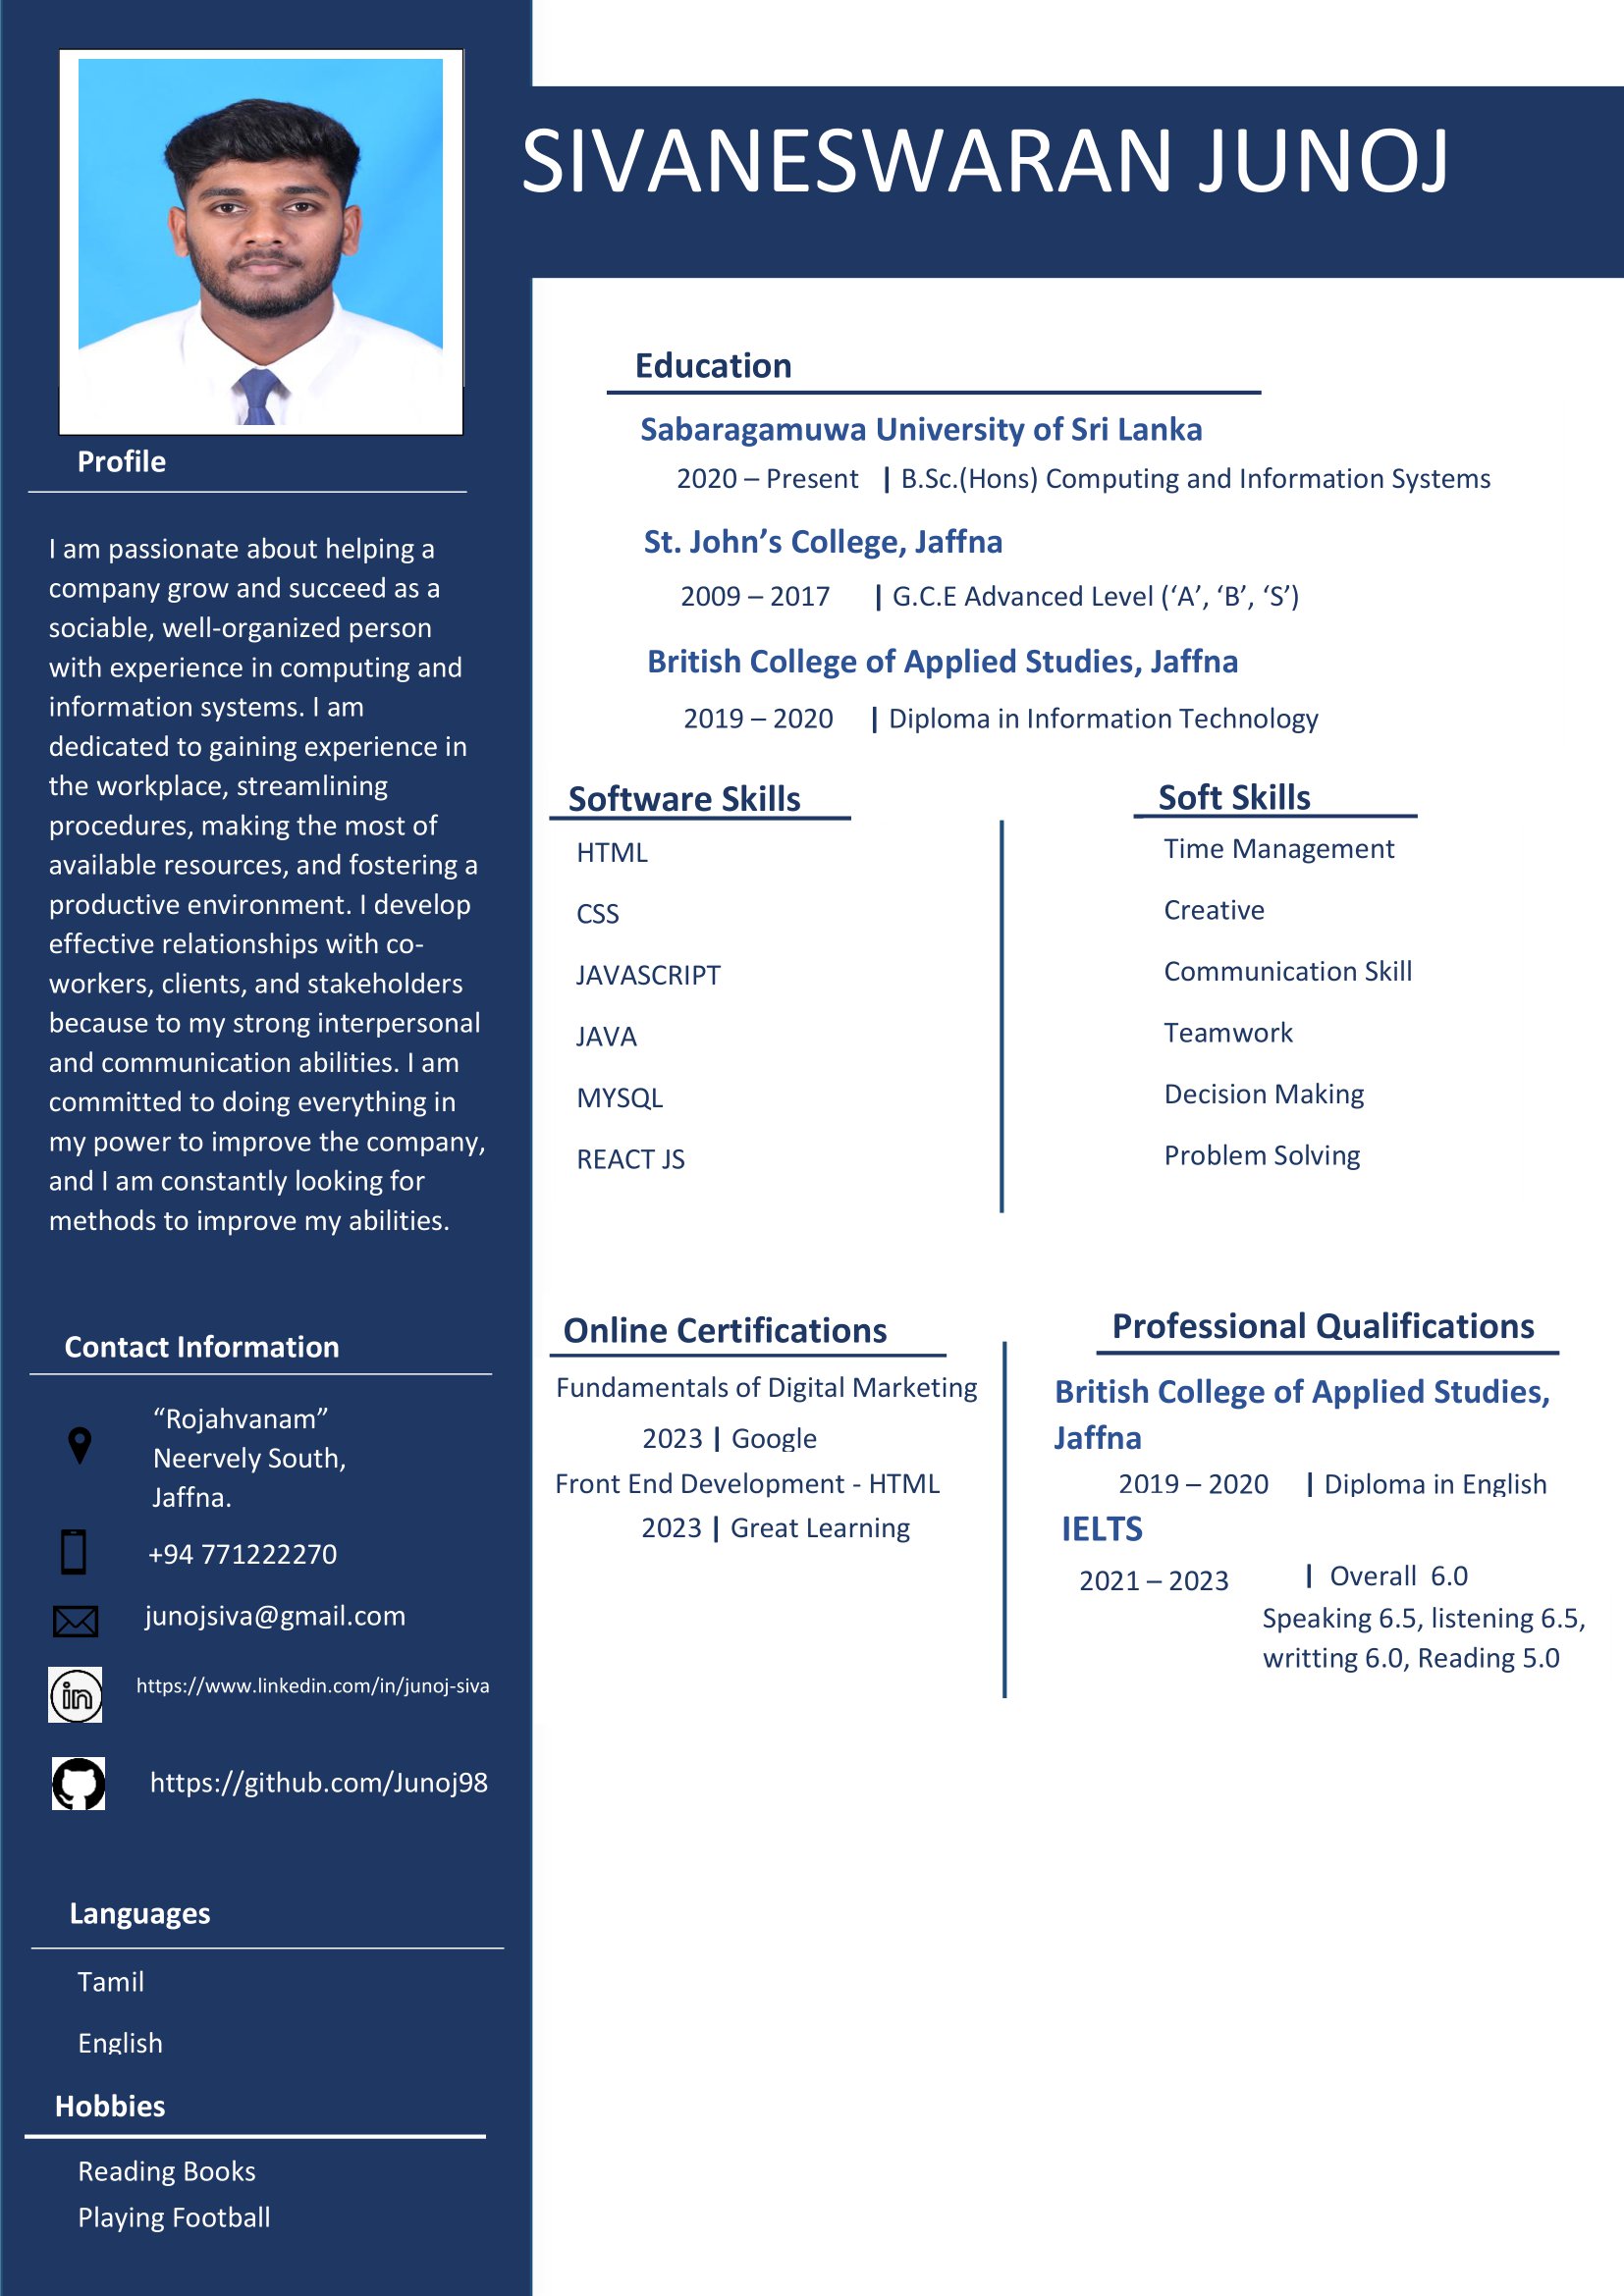 SIVANESWARAN JUNOJ
Profile
I am passionate about helping a
company grow and succeed as a
sociable, well-organized person
with experience in computing and
information systems. I am
dedicated to gaining experience in
the workplace, streamlining
procedures, making the most of
available resources, and fostering a
productive environment. I develop
effective relationships with co-
workers, clients, and stakeholders
because to my strong interpersonal
and communication abilities. I am
committed to doing everything in
my power to improve the company,
and I am constantly looking for
methods to improve my abilities.
Contact Information
“Rojahvanam”
Neervely South,
Jaffna.
+94 771222270
junojsiva@gmail.com
in
https://www.linkedin.com/in/junoj-siva
https://github.com/Junoj98
Languages
Tamil
English
Hobbies
Reading Books
Playing Football
Education
Sabaragamuwa University of Sri Lanka
2020 – Present | B.Sc.(Hons) Computing and Information Systems
St. John’s College, Jaffna
2009 – 2017 | G.C.E Advanced Level (‘A’, ‘B’, ‘S’)
British College of Applied Studies, Jaffna
2019 – 2020 | Diploma in Information Technology
Software Skills
HTML
CSS
JAVASCRIPT
JAVA
MYSQL
REACT JS
Soft Skills
Time Management
Creative
Communication Skill
Teamwork
Decision Making
Problem Solving
Online Certifications
Fundamentals of Digital Marketing
2023 | Google
Front End Development - HTML
2023 | Great Learning
Professional Qualifications
British College of Applied Studies,
Jaffna
2019 – 2020 | Diploma in English
IELTS
2021 – 2023 | Overall 6.0
Speaking 6.5, listening 6.5,
writting 6.0, Reading 5.0